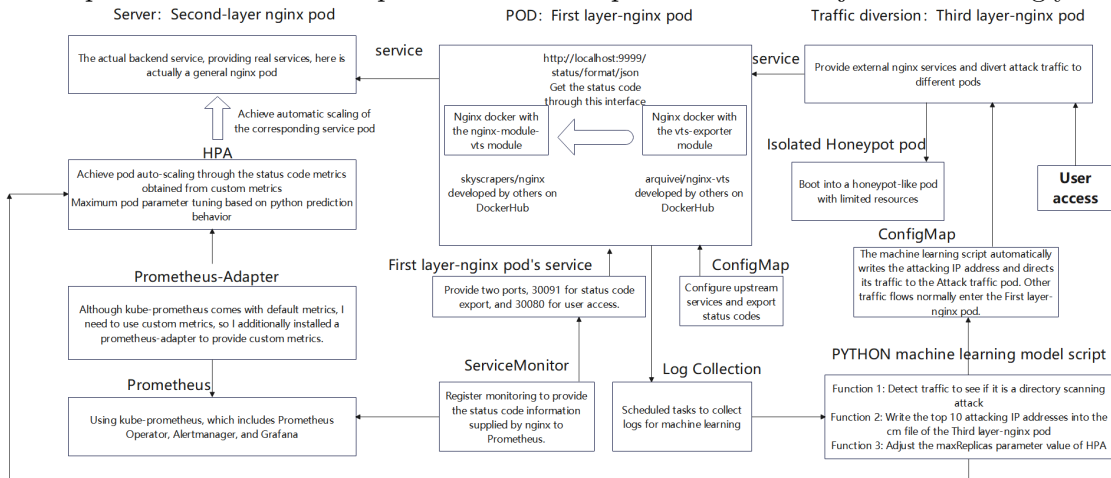 Server: Second-layer nginx pod
The actual backend service, providing real services, here is
actually a general nginx pod
Achieve automatic scaling of
the corresponding service pod
HPA
Achieve pod auto-scaling through the status code metrics
obtained from custom metrics
Maximum pod parameter tuning based on python prediction
behavior
Prometheus-Adapter
Although kube-prometheus comes with default metrics, I
need to use custom metrics, so I additionally installed a
prometheus-adapter to provide custom metrics.
Prometheus
Using kube-prometheus, which includes Prometheus
Operator, Alertmanager, and Grafana
service
POD: First layer-nginx pod
http://localhost:9999/
status/format/json
Get the status code
through this interface
Nginx docker with
the nginx-module-
vts module
Nginx docker with
the vts-exporter
module
skyscrapers/nginx
developed by others on
DockerHub
arquivei/nginx-vts
developed by others on
DockerHub
First layer-nginx pod's service
Provide two ports, 30091 for status code
export, and 30080 for user access.
ConfigMap
Configure upstream
services and export
status codes
ServiceMonitor
Register monitoring to provide
the status code information
supplied by nginx to
Prometheus.
Log Collection
Scheduled tasks to collect
logs for machine learning
service
Traffic diversion: Third layer-nginx pod
Provide external nginx services and divert attack traffic to
different pods
Isolated Honeypot pod
Boot into a honeypot-like pod
with limited resources
User
access
ConfigMap
The machine learning script automatically
writes the attacking IP address and directs
its traffic to the Attack traffic pod. Other
traffic flows normally enter the First layer-
nginx pod.
PYTHON machine learning model script
Function 1: Detect traffic to see if it is a directory scanning
attack
Function 2: Write the top 10 attacking IP addresses into the
cm file of the Third layer-nginx pod
Function 3: Adjust the maxReplicas parameter value of HPA